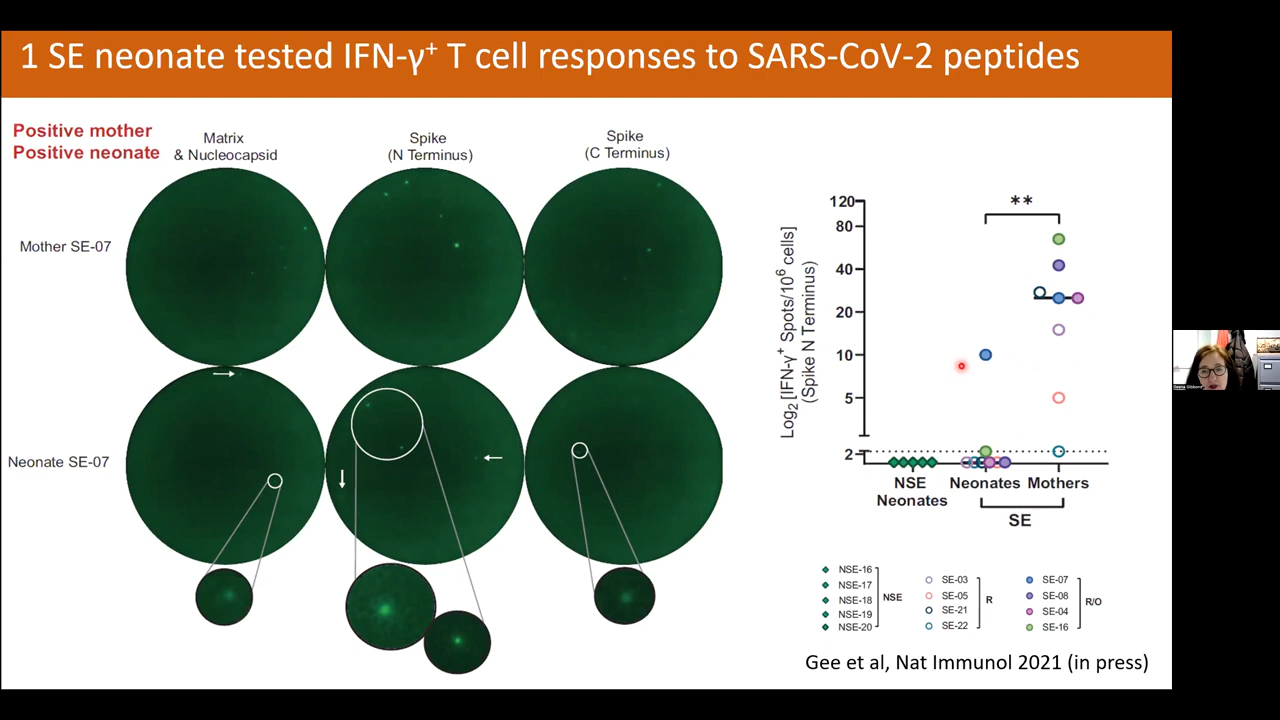 1 SE neonate tested IFN-γ⁺ T cell responses to SARS-CoV-2 peptides
Positive mother
Positive neonate
Matrix
& Nucleocapsid
Spike
(N Terminus)
Spike
(C Terminus)
Mother SE-07
Neonate SE-07
Log₂ [IFN-γ⁺ Spots/10⁶ cells]
(Spike N Terminus)
120
80
40
20
10
5
2
**
NSE
Neonates
Neonates
Mothers
SE
NSE-16
NSE-17
NSE-18
NSE-19
NSE-20
NSE
SE-03
SE-05
SE-21
SE-22
R
SE-07
SE-08
SE-04
SE-16
R/O
Gee et al, Nat Immunol 2021 (in press)